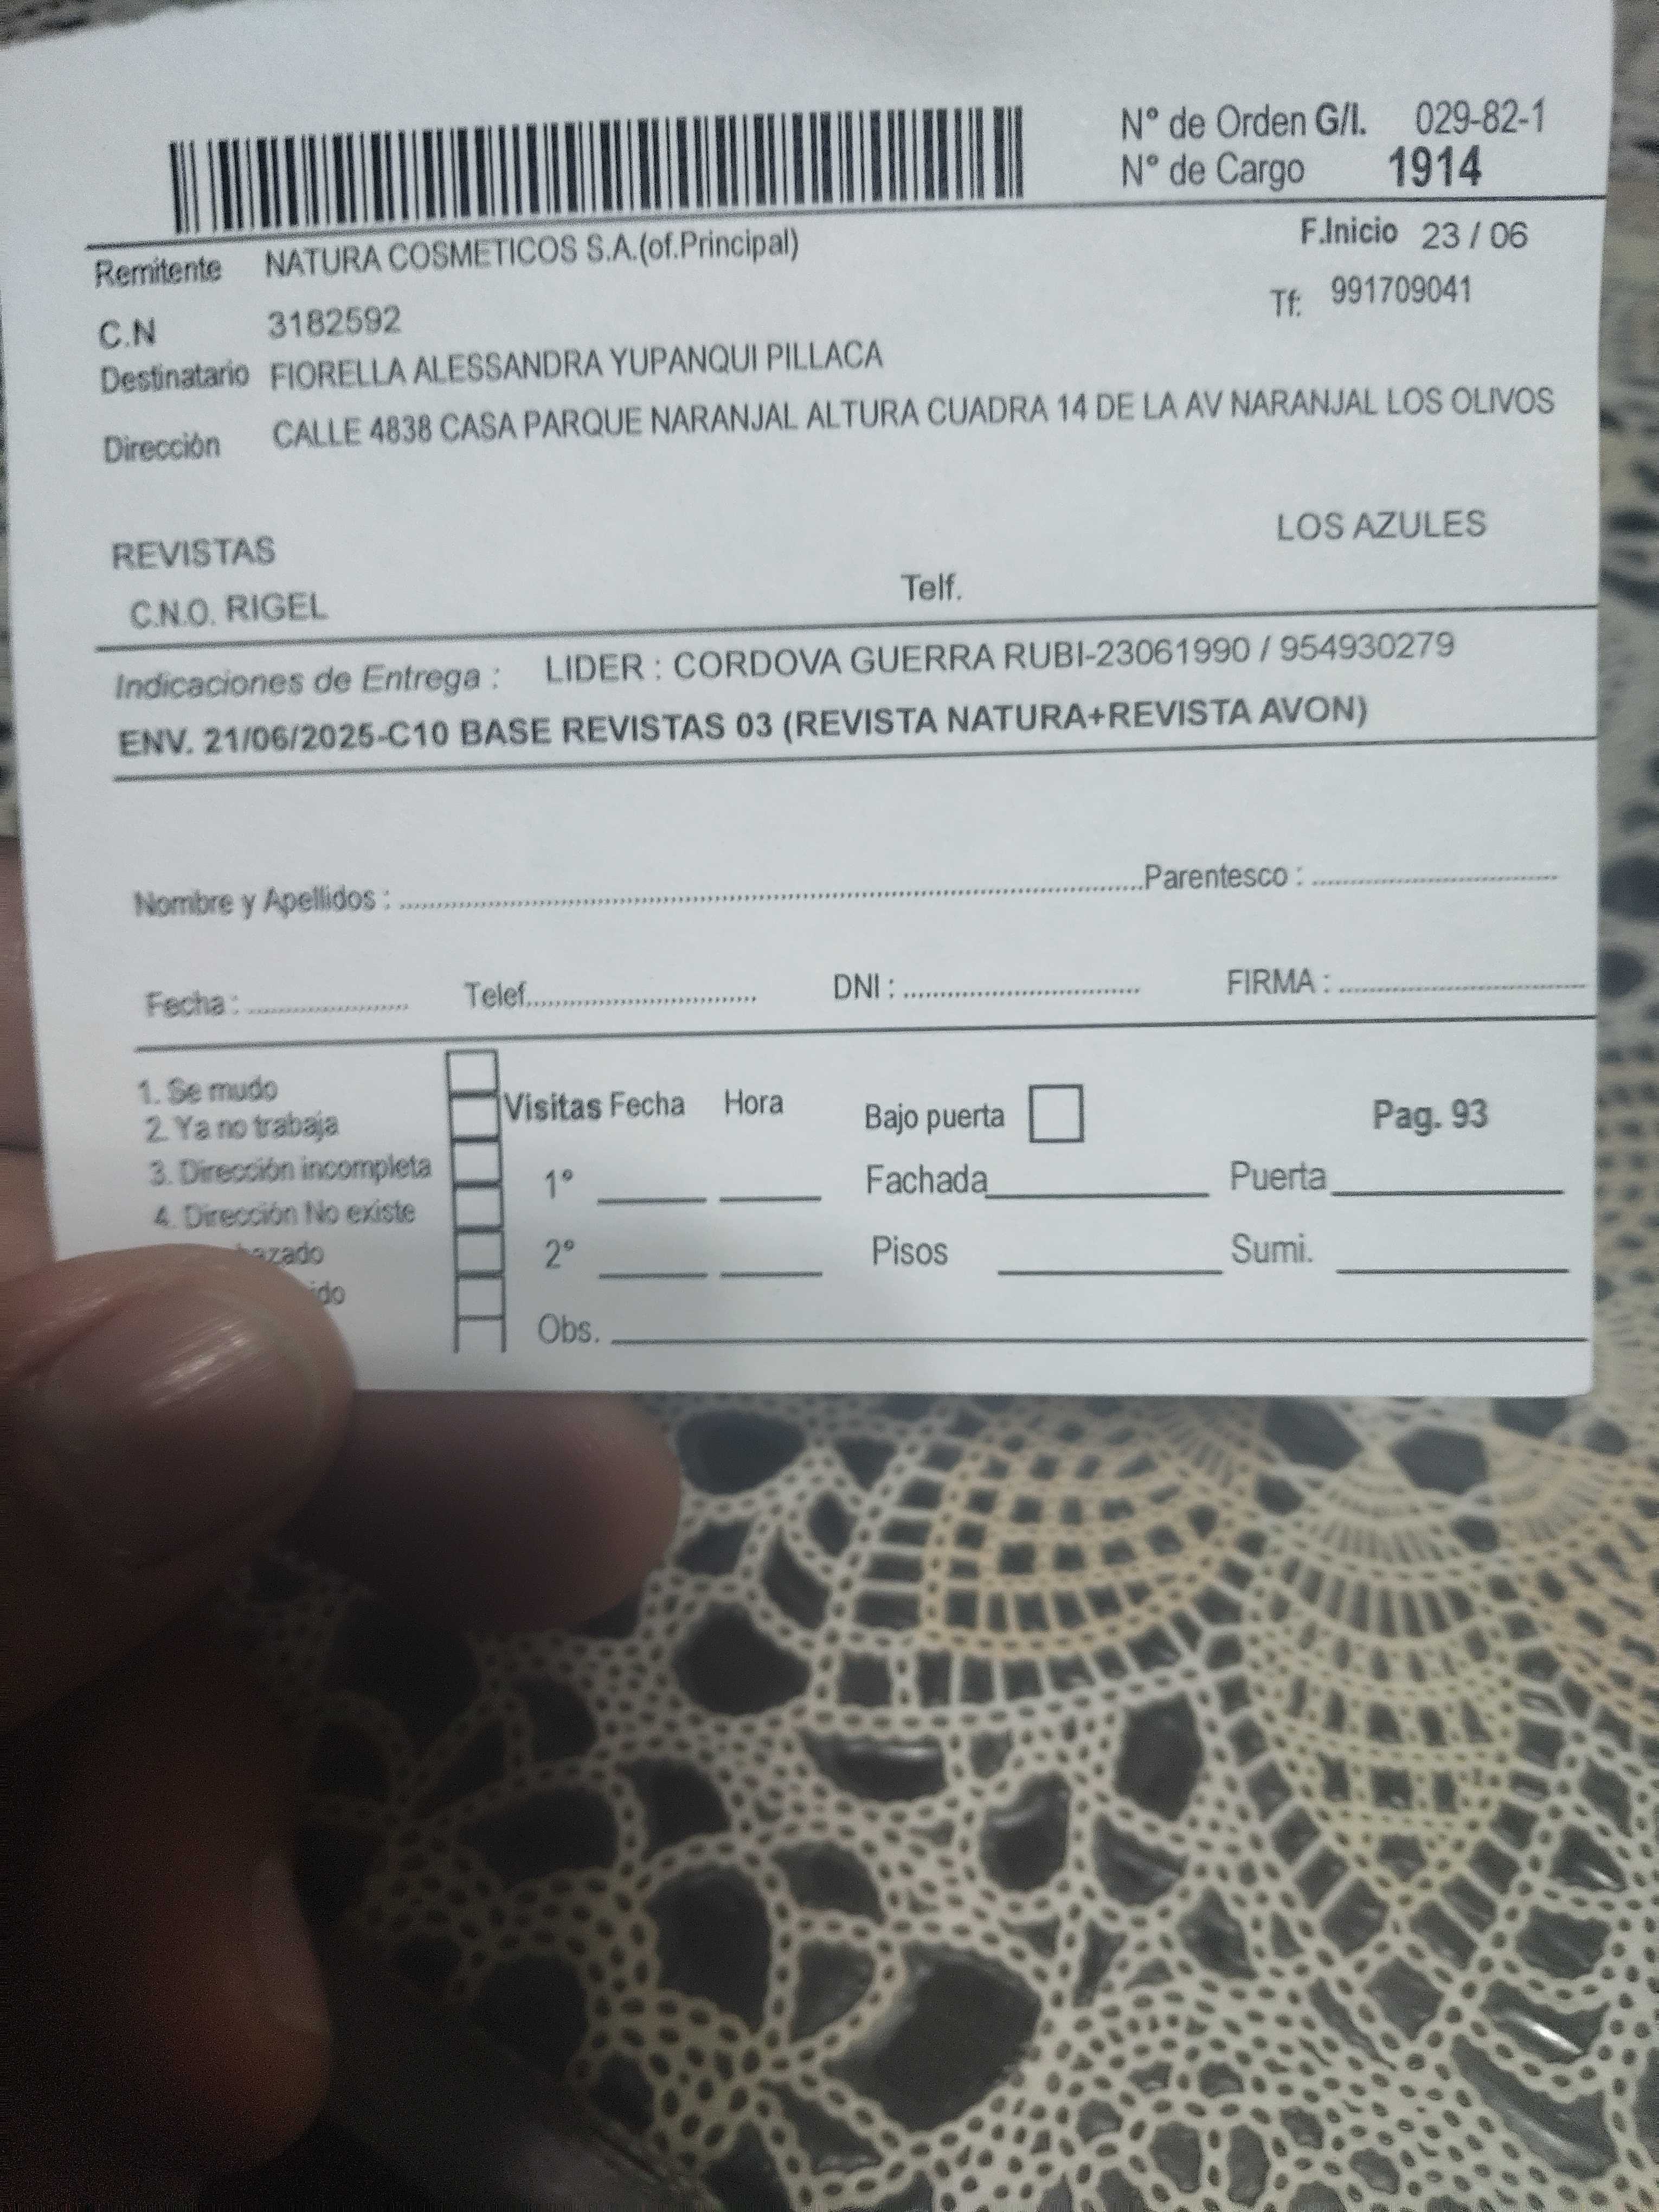 N° de Orden G/I. 029-82-1
N° de Cargo 1914
Remitente NATURA COSMETICOS S.A.(of.Principal) F.Inicio 23 / 06
C.N 3182592 Tf: 991709041
Destinatario FIORELLA ALESSANDRA YUPANQUI PILLACA
Dirección CALLE 4838 CASA PARQUE NARANJAL ALTURA CUADRA 14 DE LA AV NARANJAL LOS OLIVOS
REVISTAS LOS AZULES
C.N.O. RIGEL Telf.
Indicaciones de Entrega : LIDER : CORDOVA GUERRA RUBI-23061990 / 954930279
ENV. 21/06/2025-C10 BASE REVISTAS 03 (REVISTA NATURA+REVISTA AVON)
Nombre y Apellidos : Parentesco :
Fecha : Telef. DNI : FIRMA :
1. Se mudo
2. Ya no trabaja
3. Dirección incompleta
4. Dirección No existe
Visitas Fecha Hora Bajo puerta Pag. 93
1° Fachada Puerta
2° Pisos Sumi.
Obs.